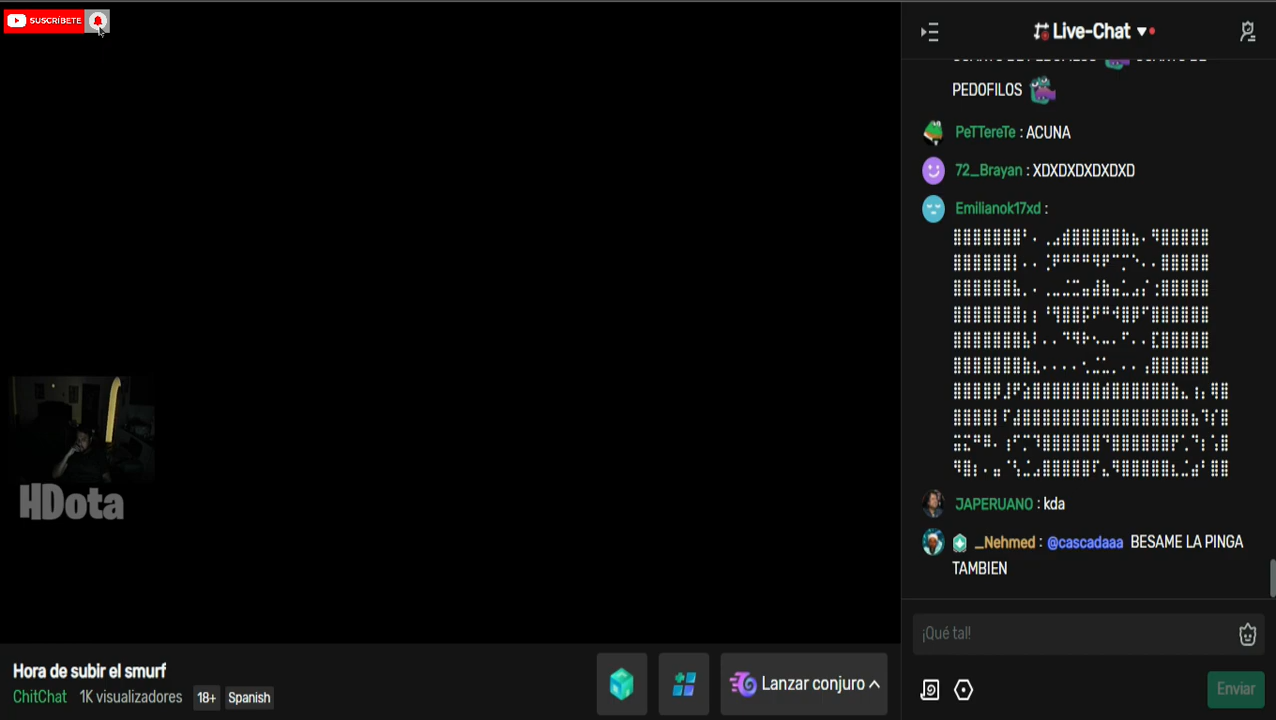 SUSCRÍBETE
Live-Chat
PEDOFILOS
PeTTereTe : ACUNA
72_Brayan : XDXDXDXDXDXD
Emilianok17xd :
JAPERUANO : kda
_Nehmed : @cascadaaa BESAME LA PINGA
TAMBIEN
¡Qué tal!
Enviar
HDota
Hora de subir el smurf
ChitChat 1K visualizadores 18+ Spanish
Lanzar conjuro